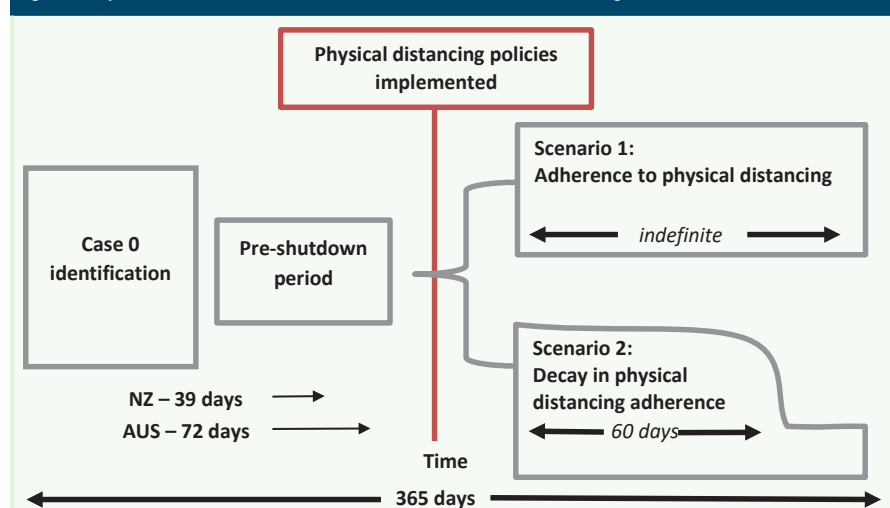 Physical distancing policies
implemented
Case 0
identification
Pre-shutdown
period
Scenario 1:
Adherence to physical distancing
indefinite
Scenario 2:
Decay in physical
distancing adherence
60 days
NZ – 39 days
AUS – 72 days
Time
365 days